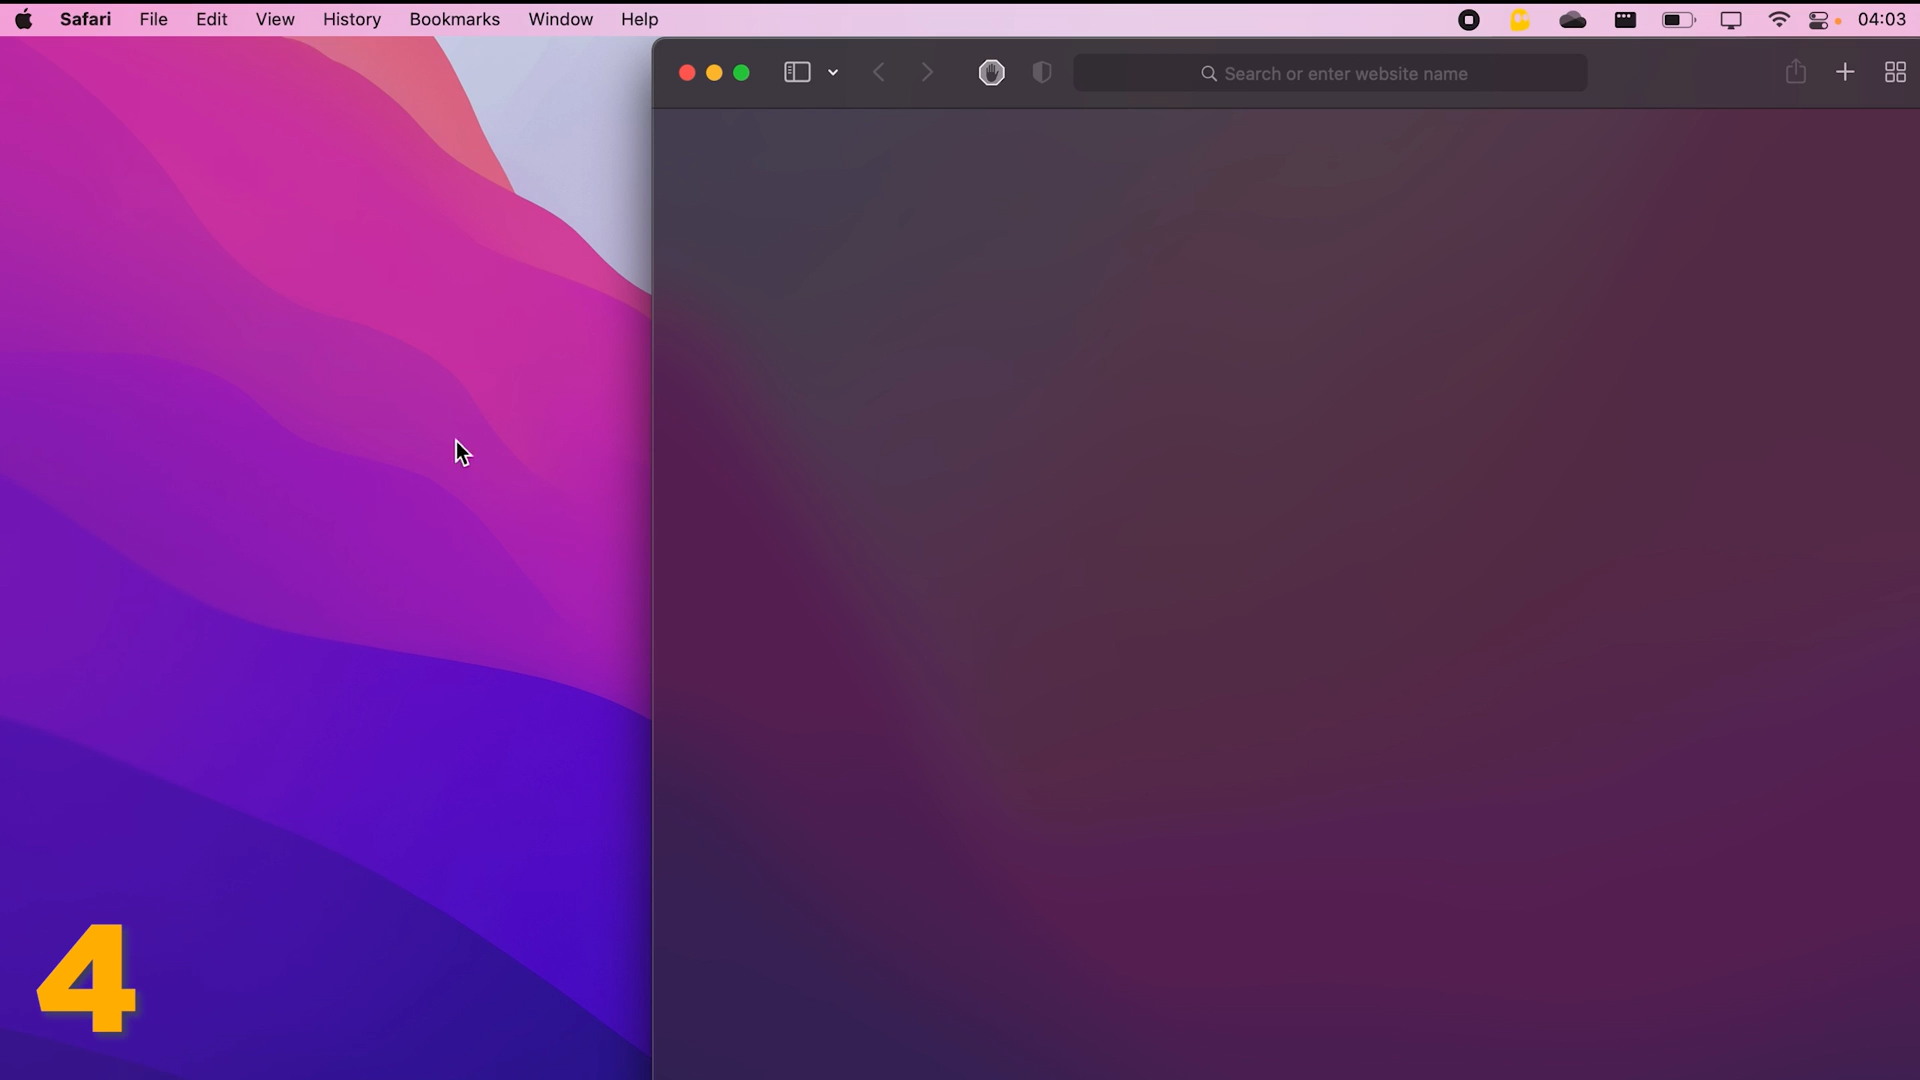 Safari File Edit View History Bookmarks Window Help 04:03
Search or enter website name
4